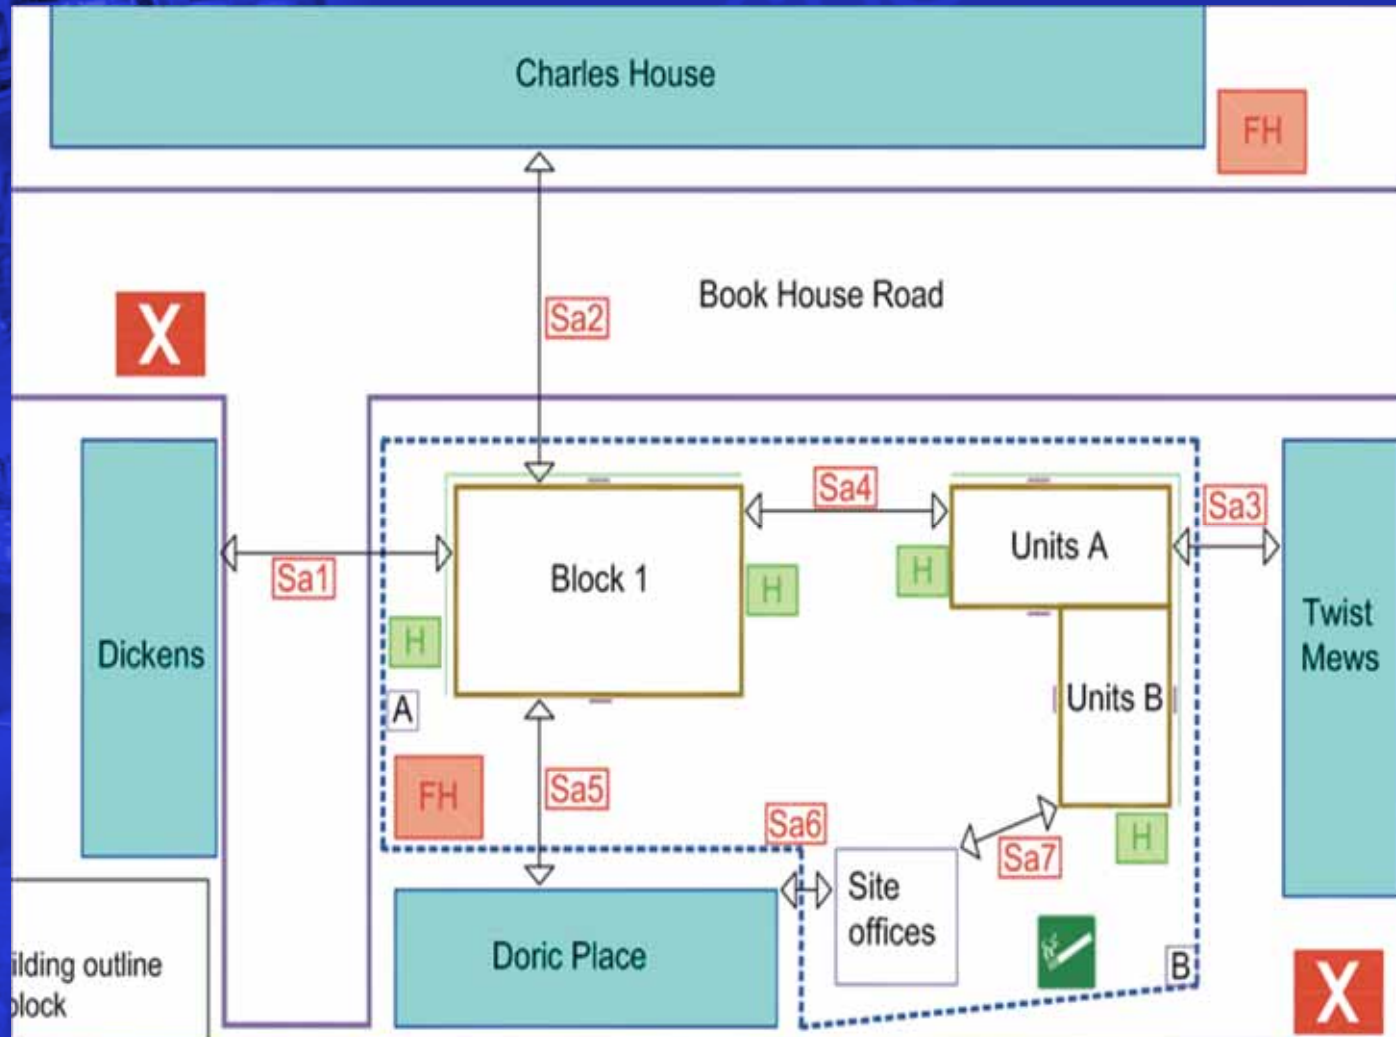 Charles House
FH
Book House Road
X
Sa2
Sa4
Sa3
Sa1
Block 1
Units A
H
H
H
Dickens
Twist
Mews
Units B
A
FH
Sa5
Sa6
Sa7
H
Site
offices
Doric Place
B
X
ilding outline
block